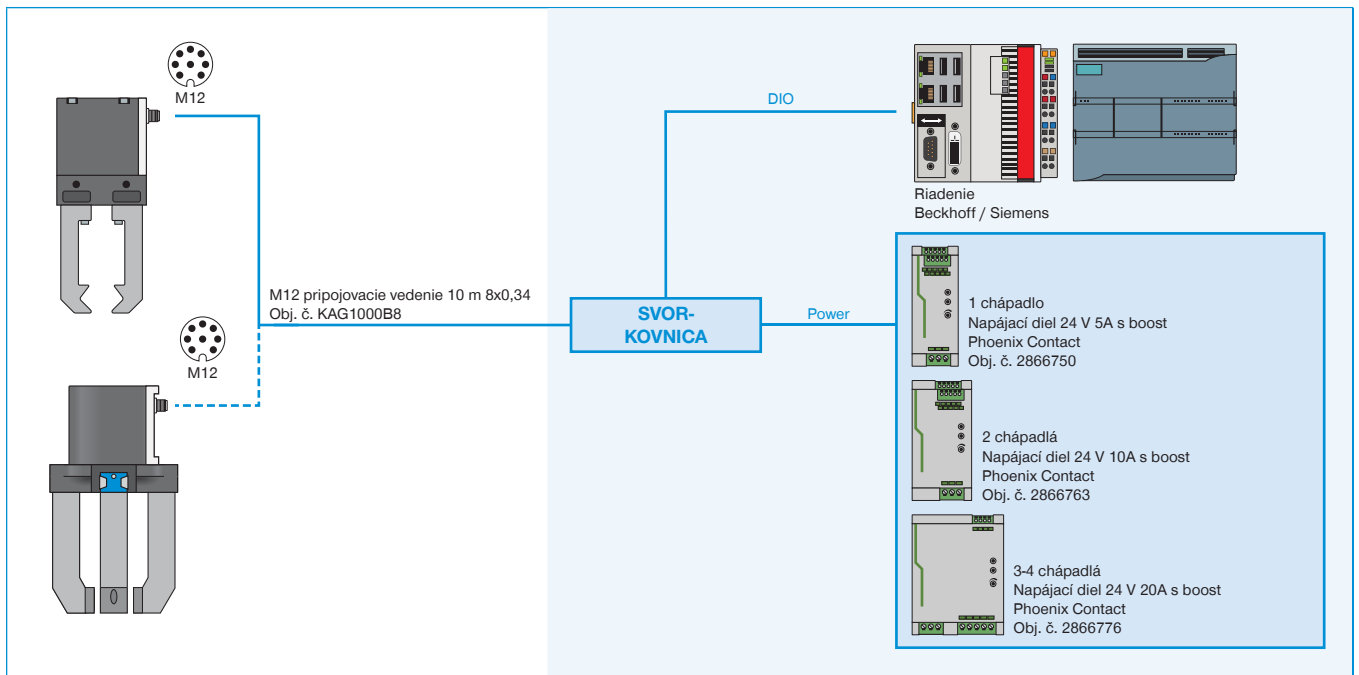 M12
M12
M12 pripojovacie vedenie 10 m 8x0,34
Obj. č. KAG1000B8
SVOR-
KOVNICA
DIO
Power
Riadenie
Beckhoff / Siemens
1 chápadlo
Napájací diel 24 V 5A s boost
Phoenix Contact
Obj. č. 2866750
2 chápadlá
Napájací diel 24 V 10A s boost
Phoenix Contact
Obj. č. 2866763
3-4 chápadlá
Napájací diel 24 V 20A s boost
Phoenix Contact
Obj. č. 2866776